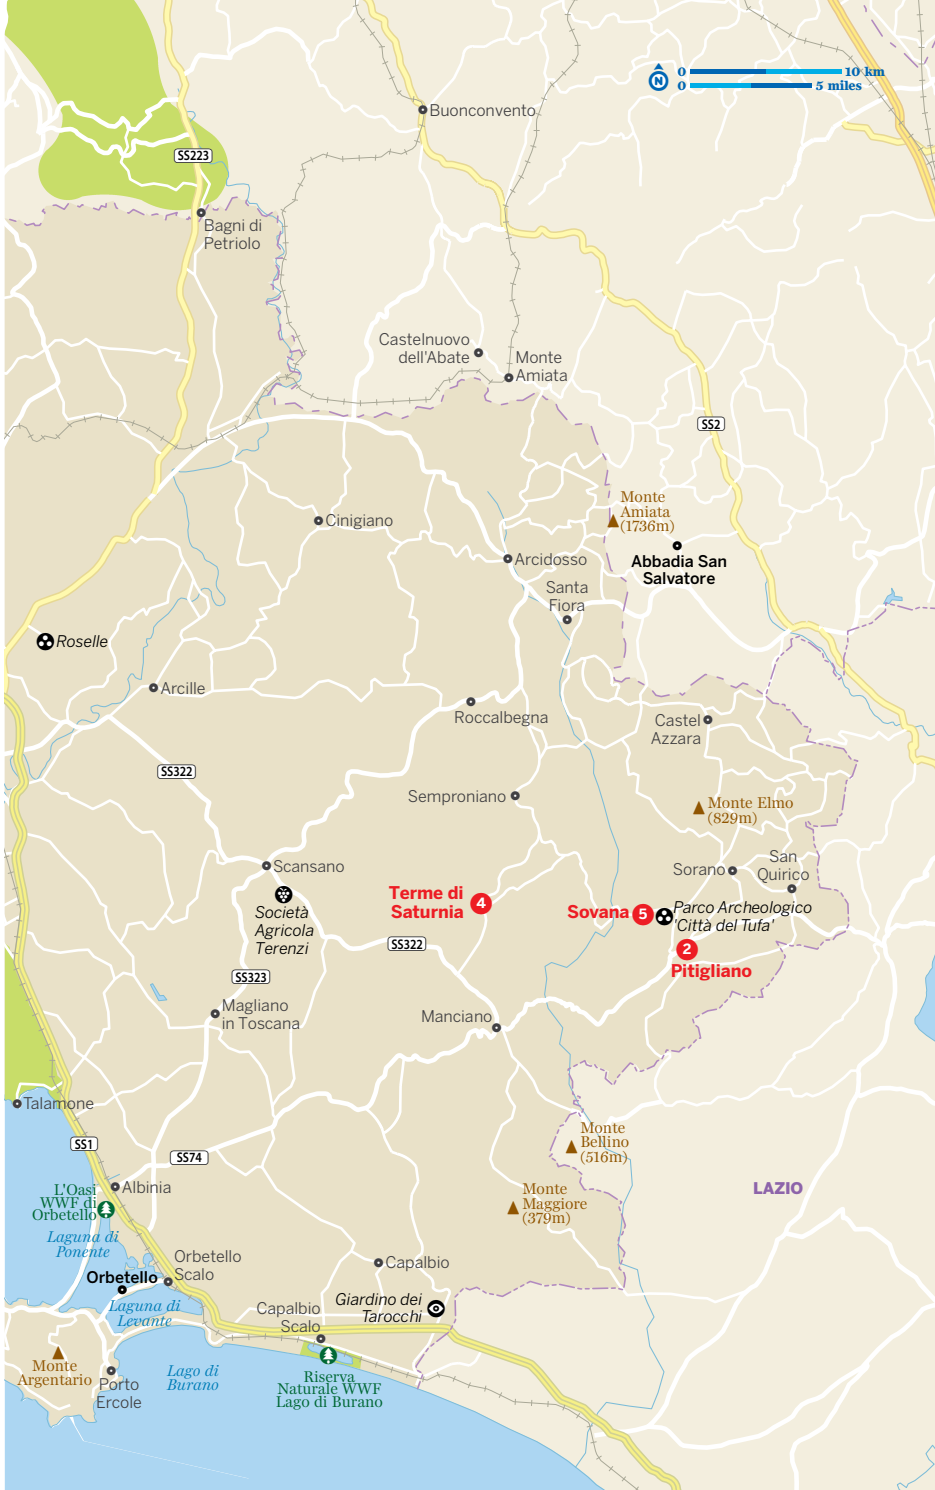 0
10 km
N
0
5 miles
Buonconvento
SS223
Bagni di
Petriolo
Castelnuovo
dell'Abate
Monte
Amiata
SS2
Monte
Amiata
(1736m)
Cinigiano
Abbadia San
Salvatore
Arcidosso
Santa
Fiora
Roselle
Arcille
Roccalbegna
Castel
Azzara
SS322
Semproniano
Monte Elmo
(829m)
Scansano
Sorano
San
Quirico
Terme di
Saturnia
4
Società
Agricola
Terenzi
Sovana
5
Parco Archeologico
'Città del Tufa'
SS322
2
Pitigliano
SS323
Magliano
in Toscana
Manciano
Talamone
SS1
SS74
Monte
Bellino
(516m)
L'Oasi
WWF di
Orbetello
Albinia
LAZIO
Monte
Maggiore
(379m)
Laguna di
Ponente
Orbetello
Scalo
Capalbio
Orbetello
Laguna di
Levante
Capalbio
Scalo
Giardino dei
Tarocchi
Monte
Argentario
Porto
Ercole
Lago di
Burano
Riserva
Naturale WWF
Lago di Burano